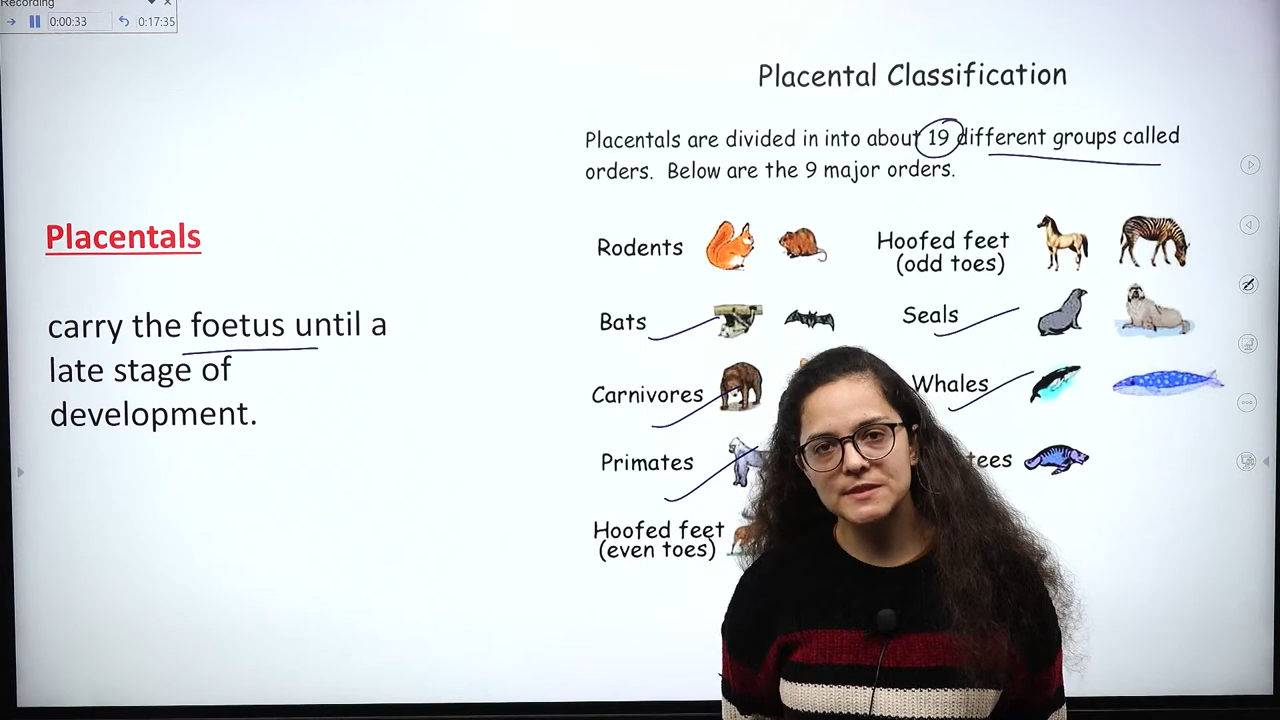 Recording
0:00:33
0:17:35
Placental Classification
Placentals are divided in into about 19 different groups called
orders. Below are the 9 major orders.
Placentals
carry the foetus until a
late stage of
development.
Rodents
Hoofed feet
(odd toes)
Bats
Seals
Carnivores
Whales
Primates
tees
Hoofed feet
(even toes)